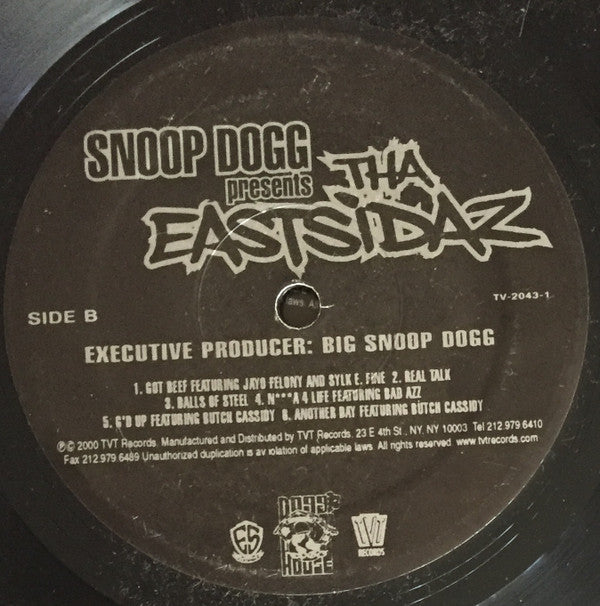 SNOOP DOGG
presents
THA
EASTSIDAZ
SIDE B
TV-2043-1
EXECUTIVE PRODUCER: BIG SNOOP DOGG
1. GOT BEEF FEATURING JAYO FELONY AND SYLK E. FINE 2. REAL TALK
3. BALLS OF STEEL 4. N***A 4 LIFE FEATURING BAD AZZ
5. G'D UP FEATURING BUTCH CASSIDY 6. ANOTHER DAY FEATURING BUTCH CASSIDY
℗© 2000 TVT Records. Manufactured and Distributed by TVT Records. 23 E 4th St., NY, NY 10003 Tel 212.979.6410
Fax 212.979.6489 Unauthorized duplication is a violation of applicable laws. All rights reserved. www.tvtrecords.com
ES
DOGG
HOUSE
TVT
RECORDS